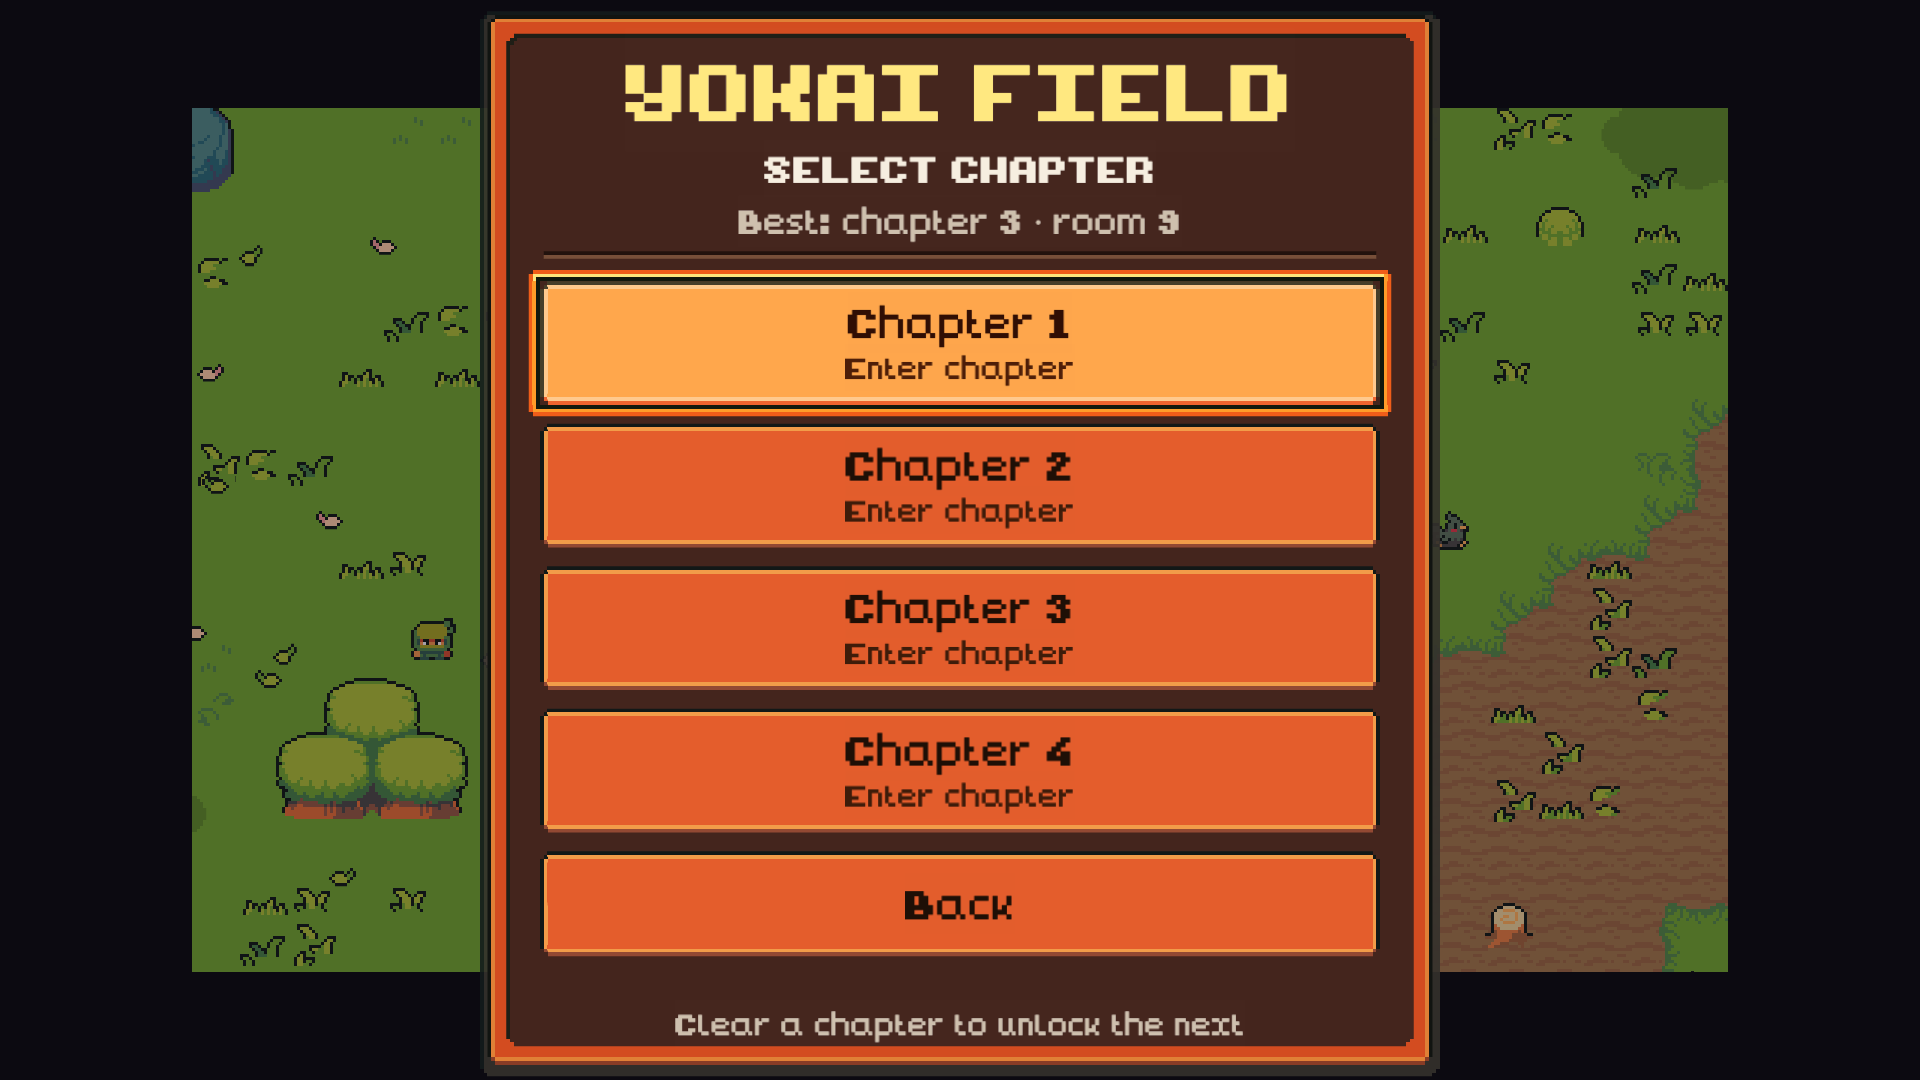 YOKAI FIELD
SELECT CHAPTER
Best: chapter 3 · room 9
Chapter 1
Enter chapter
Chapter 2
Enter chapter
Chapter 3
Enter chapter
Chapter 4
Enter chapter
Back
Clear a chapter to unlock the next